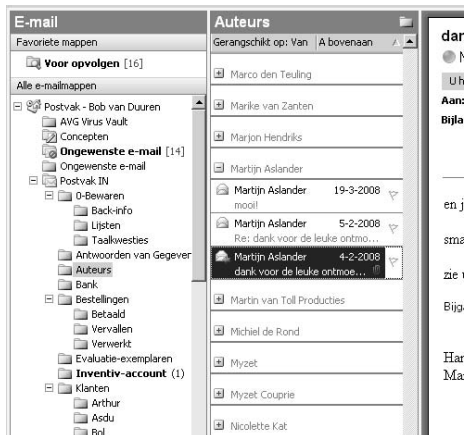 E-mail
Favoriete mappen
Voor opvolgen [16]
Alle e-mailmappen
Postvak - Bob van Duuren
AVG Virus Vault
Concepten
Ongewenste e-mail [14]
Ongewenste e-mail
Postvak IN
0-Bewaren
Back-info
Lijsten
Taalkwesties
Antwoorden van Gegever
Auteurs
Bank
Bestellingen
Betaald
Vervallen
Verwerkt
Evaluatie-exemplaren
Inventiv-account (1)
Klanten
Arthur
Asdu
Bol
Auteurs
Gerangschikt op: Van A bovenaan
Marco den Teuling
Marike van Zanten
Marjon Hendriks
Martijn Aslander
Martijn Aslander 19-3-2008
mooi!
Martijn Aslander 5-2-2008
Re: dank voor de leuke ontmo...
Martijn Aslander 4-2-2008
dank voor de leuke ontmoe...
Martin van Toll Producties
Michiel de Rond
Myzet
Myzet Couprie
Nicolette Kat
dar
U h
Aan:
Bijla
en j
sma
zie u
Bijg
Har
Ma